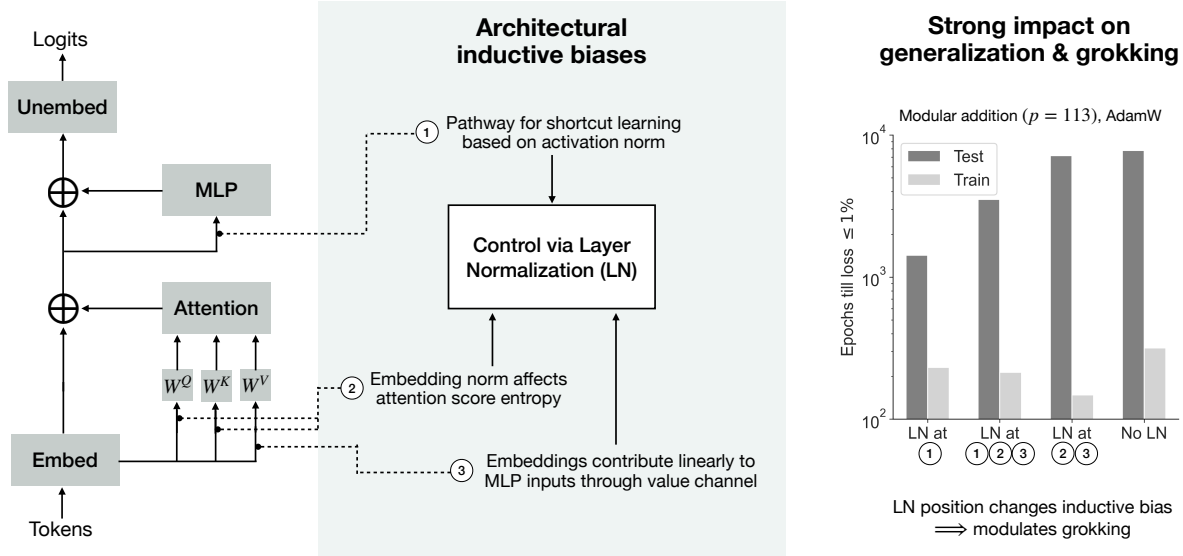 Logits
Unembed
MLP
Attention
W^Q W^K W^V
Embed
Tokens
Architectural
inductive biases
1 Pathway for shortcut learning
based on activation norm
Control via Layer
Normalization (LN)
2 Embedding norm affects
attention score entropy
3 Embeddings contribute linearly to
MLP inputs through value channel
Strong impact on
generalization & grokking
Modular addition (p = 113), AdamW
Test
Train
Epochs till loss ≤ 1%
10^4
10^3
10^2
LN at
1
LN at
1 2 3
LN at
2 3
No LN
LN position changes inductive bias
⟹ modulates grokking